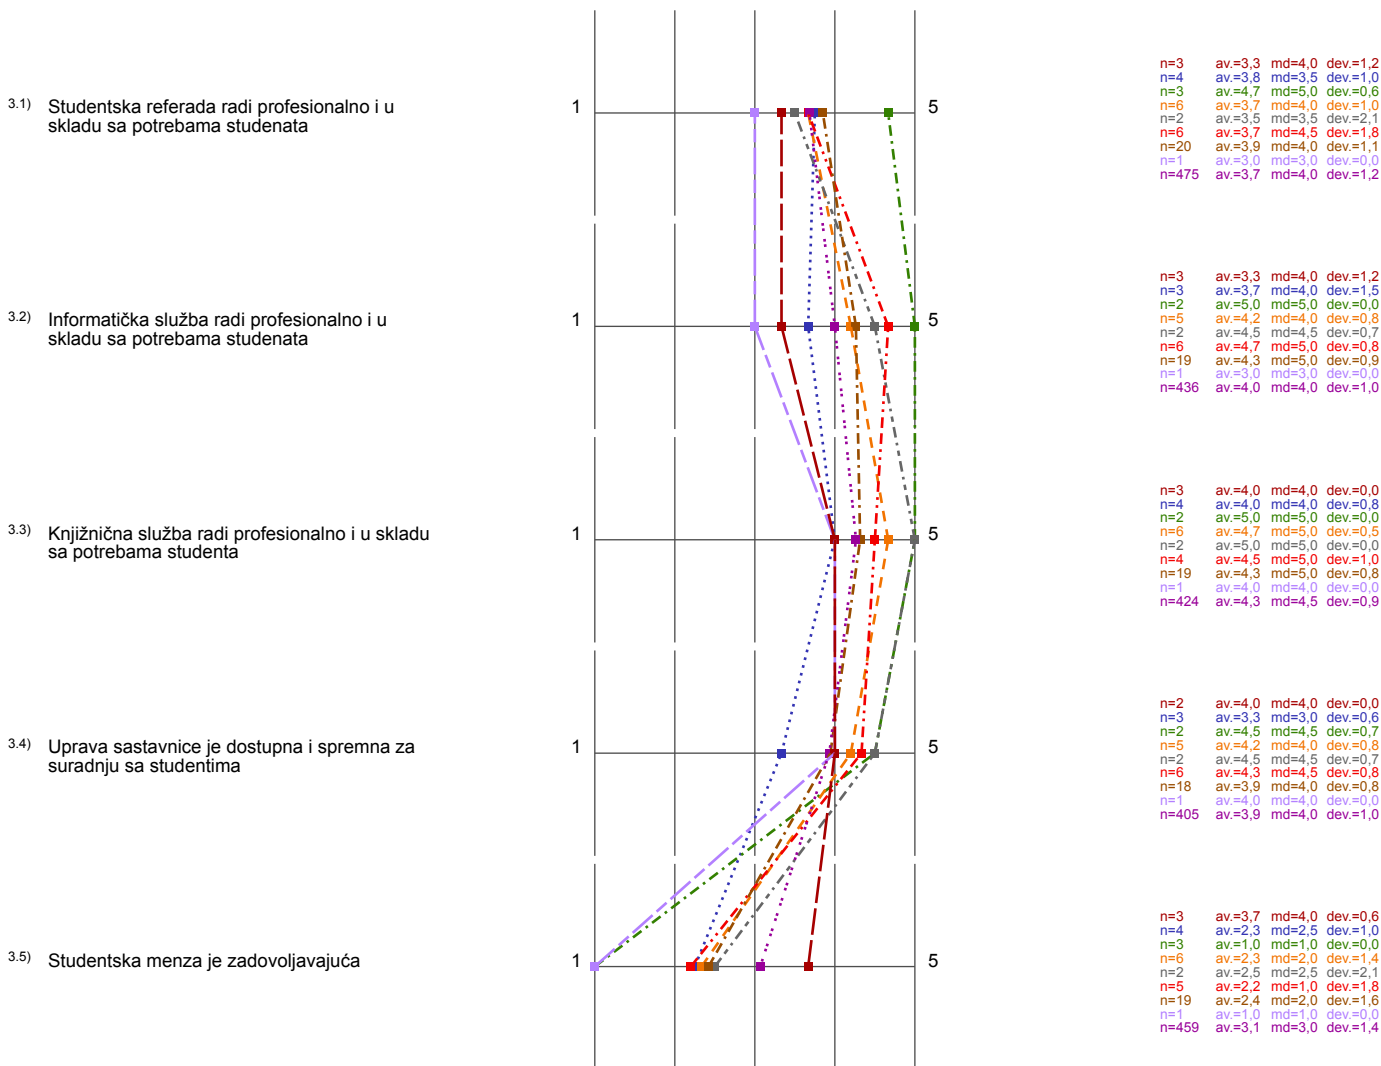 3.1) Studentska referada radi profesionalno i u
skladu sa potrebama studenata
1 5
n=3 av.=3,3 md=4,0 dev.=1,2
n=4 av.=3,8 md=3,5 dev.=1,0
n=3 av.=4,7 md=5,0 dev.=0,6
n=6 av.=3,7 md=4,0 dev.=1,0
n=2 av.=3,5 md=3,5 dev.=2,1
n=6 av.=3,7 md=4,5 dev.=1,8
n=20 av.=3,9 md=4,0 dev.=1,1
n=1 av.=3,0 md=3,0 dev.=0,0
n=475 av.=3,7 md=4,0 dev.=1,2
3.2) Informatička služba radi profesionalno i u
skladu sa potrebama studenata
1 5
n=3 av.=3,3 md=4,0 dev.=1,2
n=3 av.=3,7 md=4,0 dev.=1,5
n=2 av.=5,0 md=5,0 dev.=0,0
n=5 av.=4,2 md=4,0 dev.=0,8
n=2 av.=4,5 md=4,5 dev.=0,7
n=6 av.=4,7 md=5,0 dev.=0,8
n=19 av.=4,3 md=5,0 dev.=0,9
n=1 av.=3,0 md=3,0 dev.=0,0
n=436 av.=4,0 md=4,0 dev.=1,0
3.3) Knjižnična služba radi profesionalno i u skladu
sa potrebama studenta
1 5
n=3 av.=4,0 md=4,0 dev.=0,0
n=4 av.=4,0 md=4,0 dev.=0,8
n=2 av.=5,0 md=5,0 dev.=0,0
n=6 av.=4,7 md=5,0 dev.=0,5
n=2 av.=5,0 md=5,0 dev.=0,0
n=4 av.=4,5 md=5,0 dev.=1,0
n=19 av.=4,3 md=5,0 dev.=0,8
n=1 av.=4,0 md=4,0 dev.=0,0
n=424 av.=4,3 md=4,5 dev.=0,9
3.4) Uprava sastavnice je dostupna i spremna za
suradnju sa studentima
1 5
n=2 av.=4,0 md=4,0 dev.=0,0
n=3 av.=3,3 md=3,0 dev.=0,6
n=2 av.=4,5 md=4,5 dev.=0,7
n=5 av.=4,2 md=4,0 dev.=0,8
n=2 av.=4,5 md=4,5 dev.=0,7
n=6 av.=4,3 md=4,5 dev.=0,8
n=18 av.=3,9 md=4,0 dev.=0,8
n=1 av.=4,0 md=4,0 dev.=0,0
n=405 av.=3,9 md=4,0 dev.=1,0
3.5) Studentska menza je zadovoljavajuća
1 5
n=3 av.=3,7 md=4,0 dev.=0,6
n=4 av.=2,3 md=2,5 dev.=1,0
n=3 av.=1,0 md=1,0 dev.=0,0
n=6 av.=2,3 md=2,0 dev.=1,4
n=2 av.=2,5 md=2,5 dev.=2,1
n=5 av.=2,2 md=1,0 dev.=1,8
n=19 av.=2,4 md=2,0 dev.=1,6
n=1 av.=1,0 md=1,0 dev.=0,0
n=459 av.=3,1 md=3,0 dev.=1,4